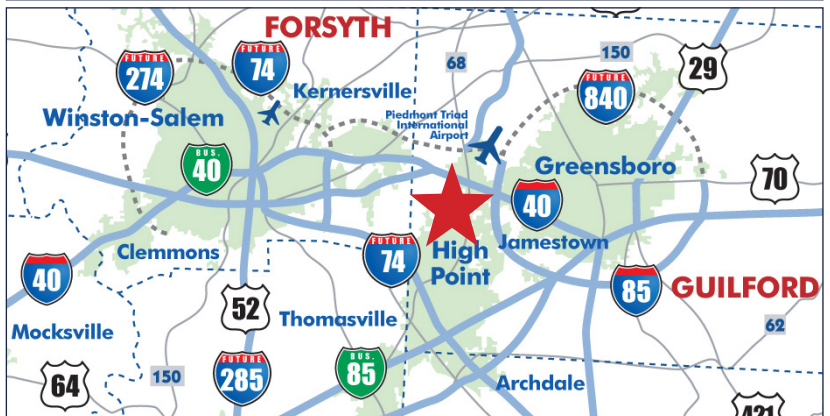 FORSYTH
FUTURE
274
FUTURE
74
68
150
29
Kernersville
FUTURE
840
Winston-Salem
Piedmont Triad
International
Airport
BUS.
40
Greensboro
70
40
Clemmons
FUTURE
74
High
Point
Jamestown
40
85
GUILFORD
52
Thomasville
Mocksville
62
64
150
FUTURE
285
BUS.
85
Archdale
421